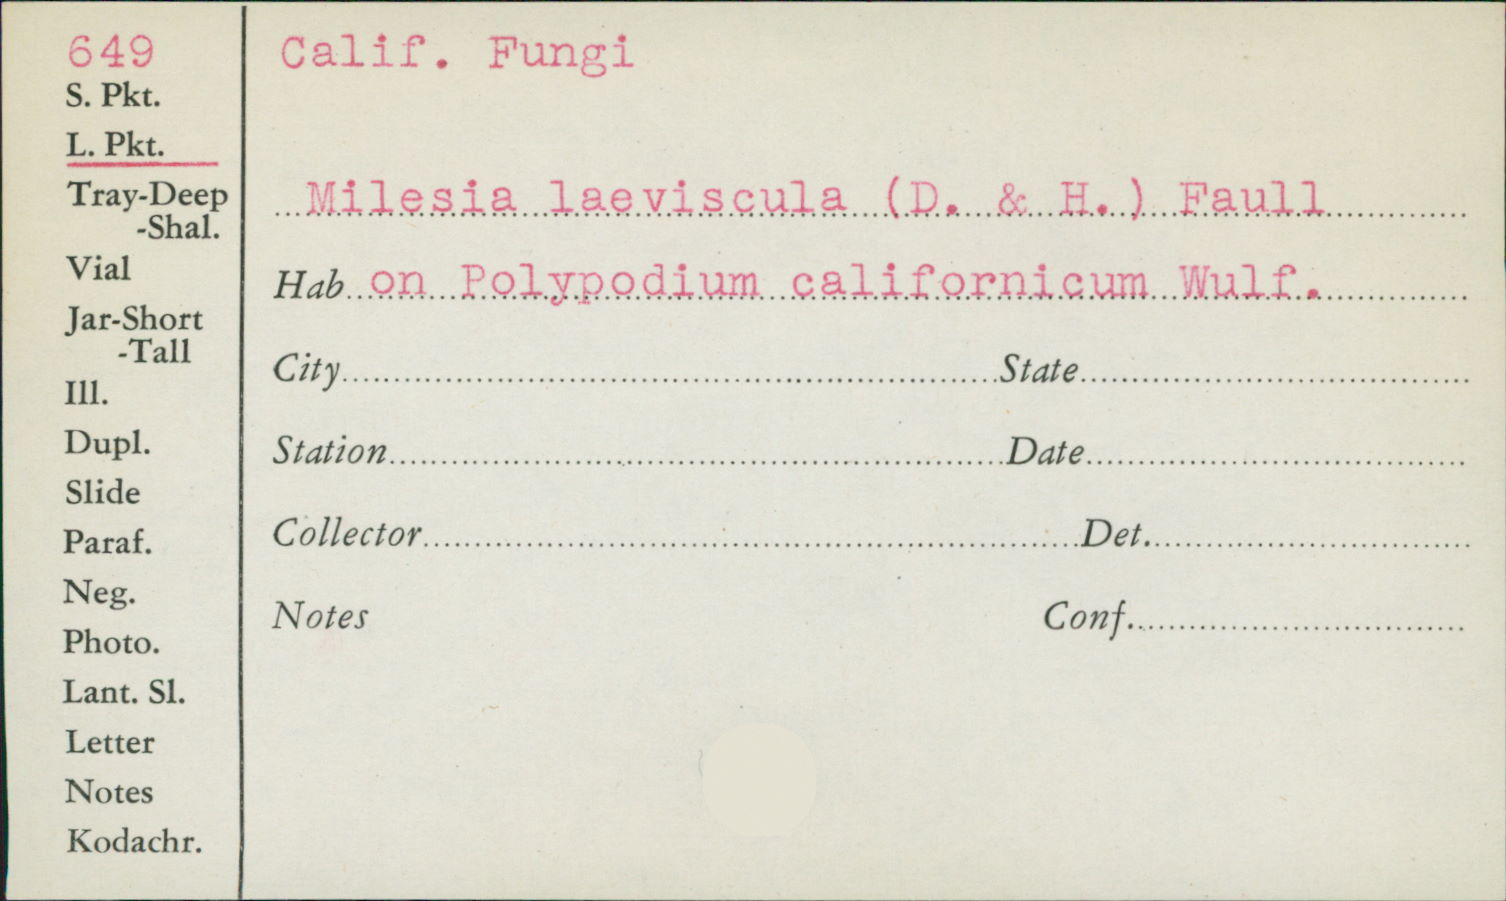 649
S. Pkt.
L. Pkt.
Tray-Deep
-Shal.
Vial
Jar-Short
-Tall
Ill.
Dupl.
Slide
Paraf.
Neg.
Photo.
Lant. Sl.
Letter
Notes
Kodachr.
Calif. Fungi
Milesia laeviscula (D. & H.) Faull
Hab on Polypodium californicum Wulf.
City State
Station Date
Collector Det.
Notes Conf.